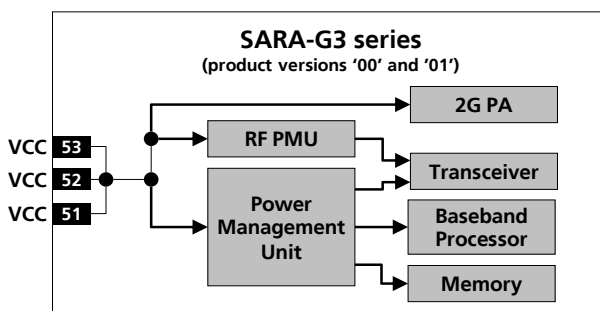 SARA-G3 series
(product versions ‘00’ and ‘01’)
2G PA
RF PMU
VCC 53
VCC 52
VCC 51
Transceiver
Power
Management
Unit
Baseband
Processor
Memory